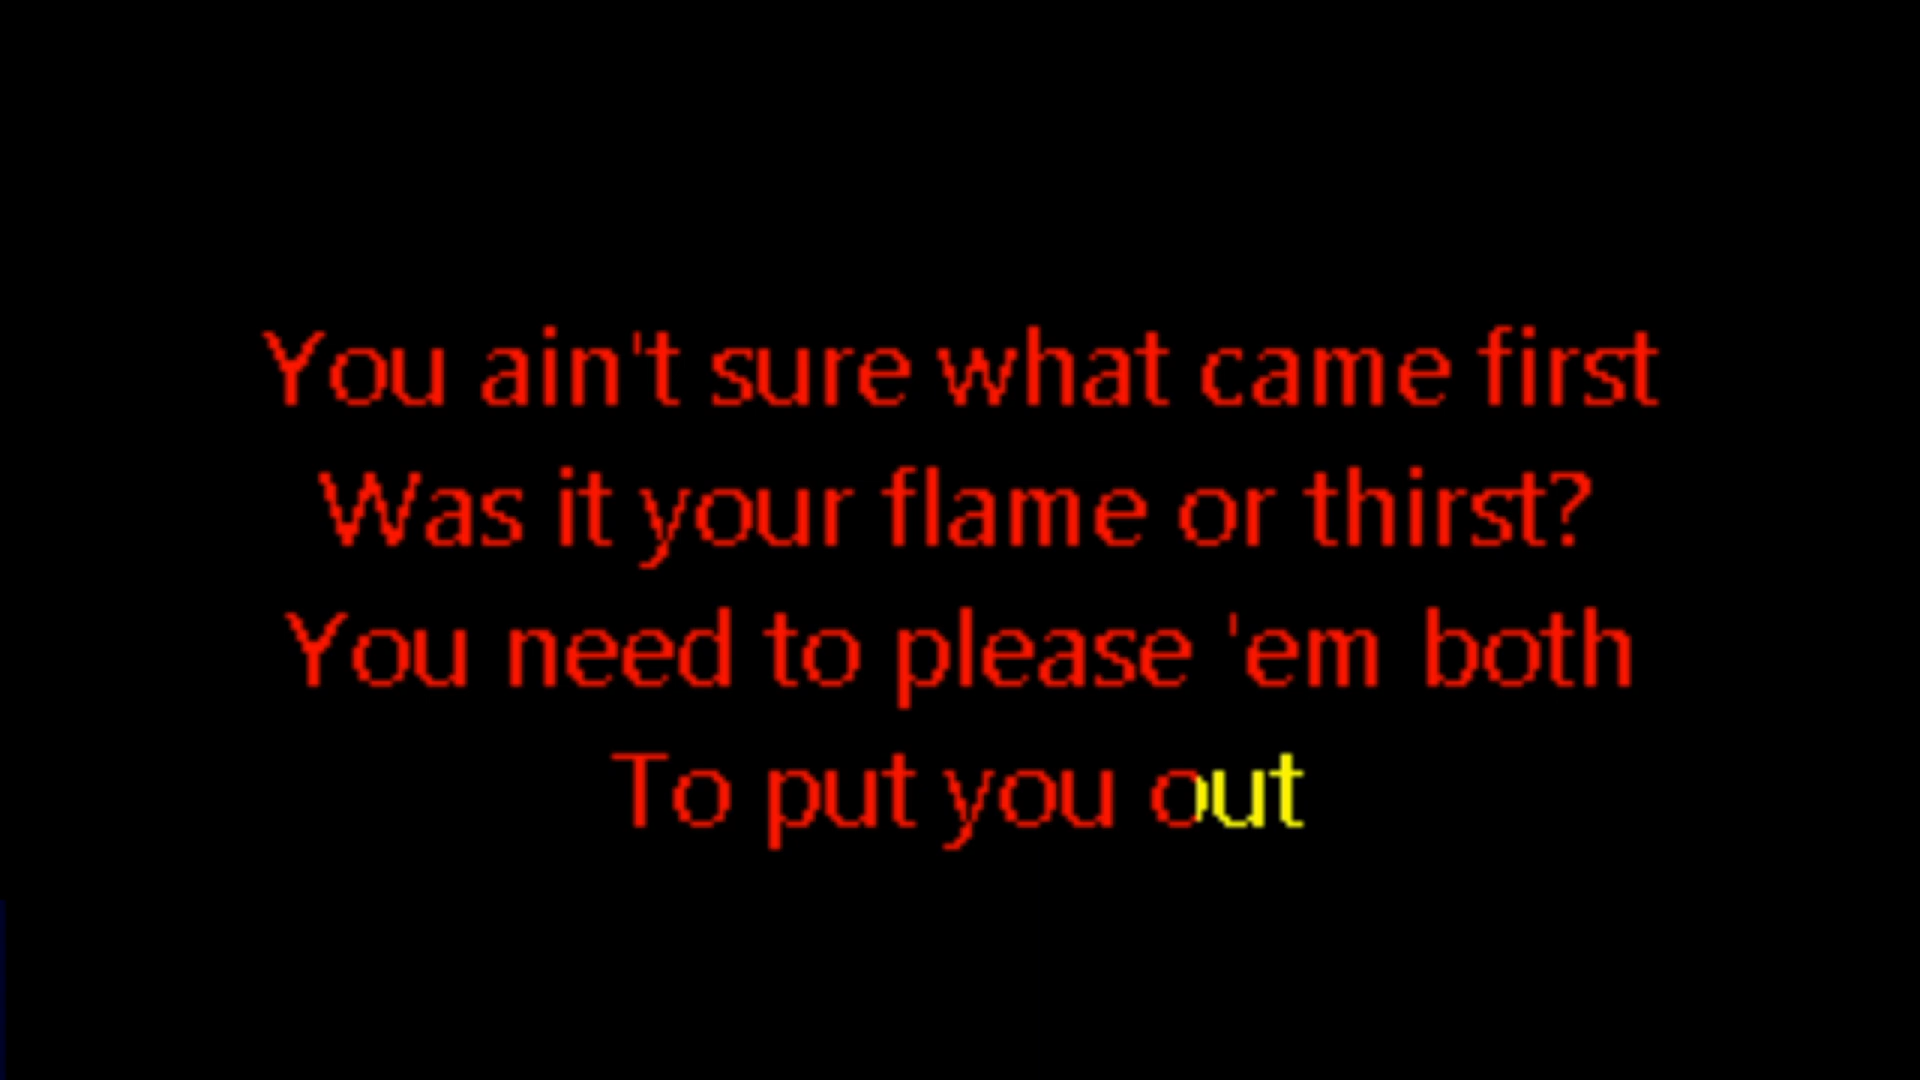 You ain't sure what came first
Was it your flame or thirst?
You need to please 'em both
To put you out